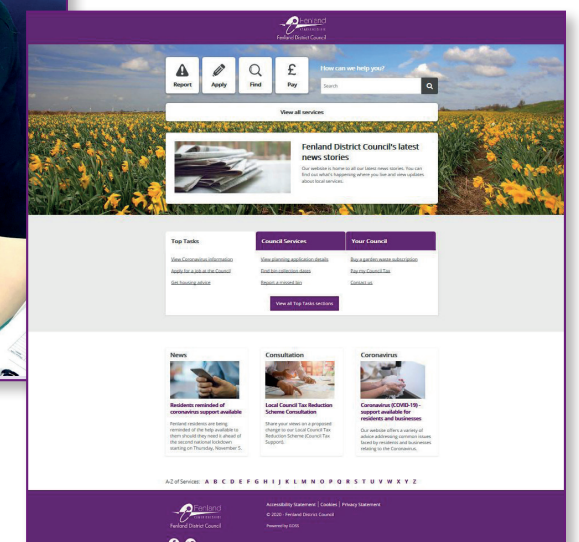 Fenland
Fenland District Council
Report
Apply
Find
Pay
How can we help you?
Search
View all services
Fenland District Council's latest
news stories
Our website is home to all our latest news stories. You can
find out what's happening where you live and view updates
about local services.
Top Tasks
Council Services
Your Council
View Coronavirus information
View planning application details
Buy a garden waste subscription
Apply for a job at the Council
Find bin collection dates
Pay my Council Tax
Get housing advice
Report a missed bin
Contact us
View all Top Tasks sections
News
Residents reminded of
coronavirus support available
Fenland residents are being
reminded of the help available to
them should they need it ahead of
the second national lockdown
starting on Thursday, November 5.
Consultation
Local Council Tax Reduction
Scheme Consultation
Share your views on a proposed
change to our Local Council Tax
Reduction Scheme (Council Tax
Support).
Coronavirus
Coronavirus (COVID-19) -
support available for
residents and businesses
Our website offers a variety of
advice addressing common issues
faced by residents and businesses
relating to the Coronavirus.
A-Z of Services: A B C D E F G H I J K L M N O P Q R S T U V W X Y Z
Fenland
Fenland District Council
Accessibility Statement | Cookies | Privacy Statement
© 2020 - Fenland District Council
Powered by GOSS